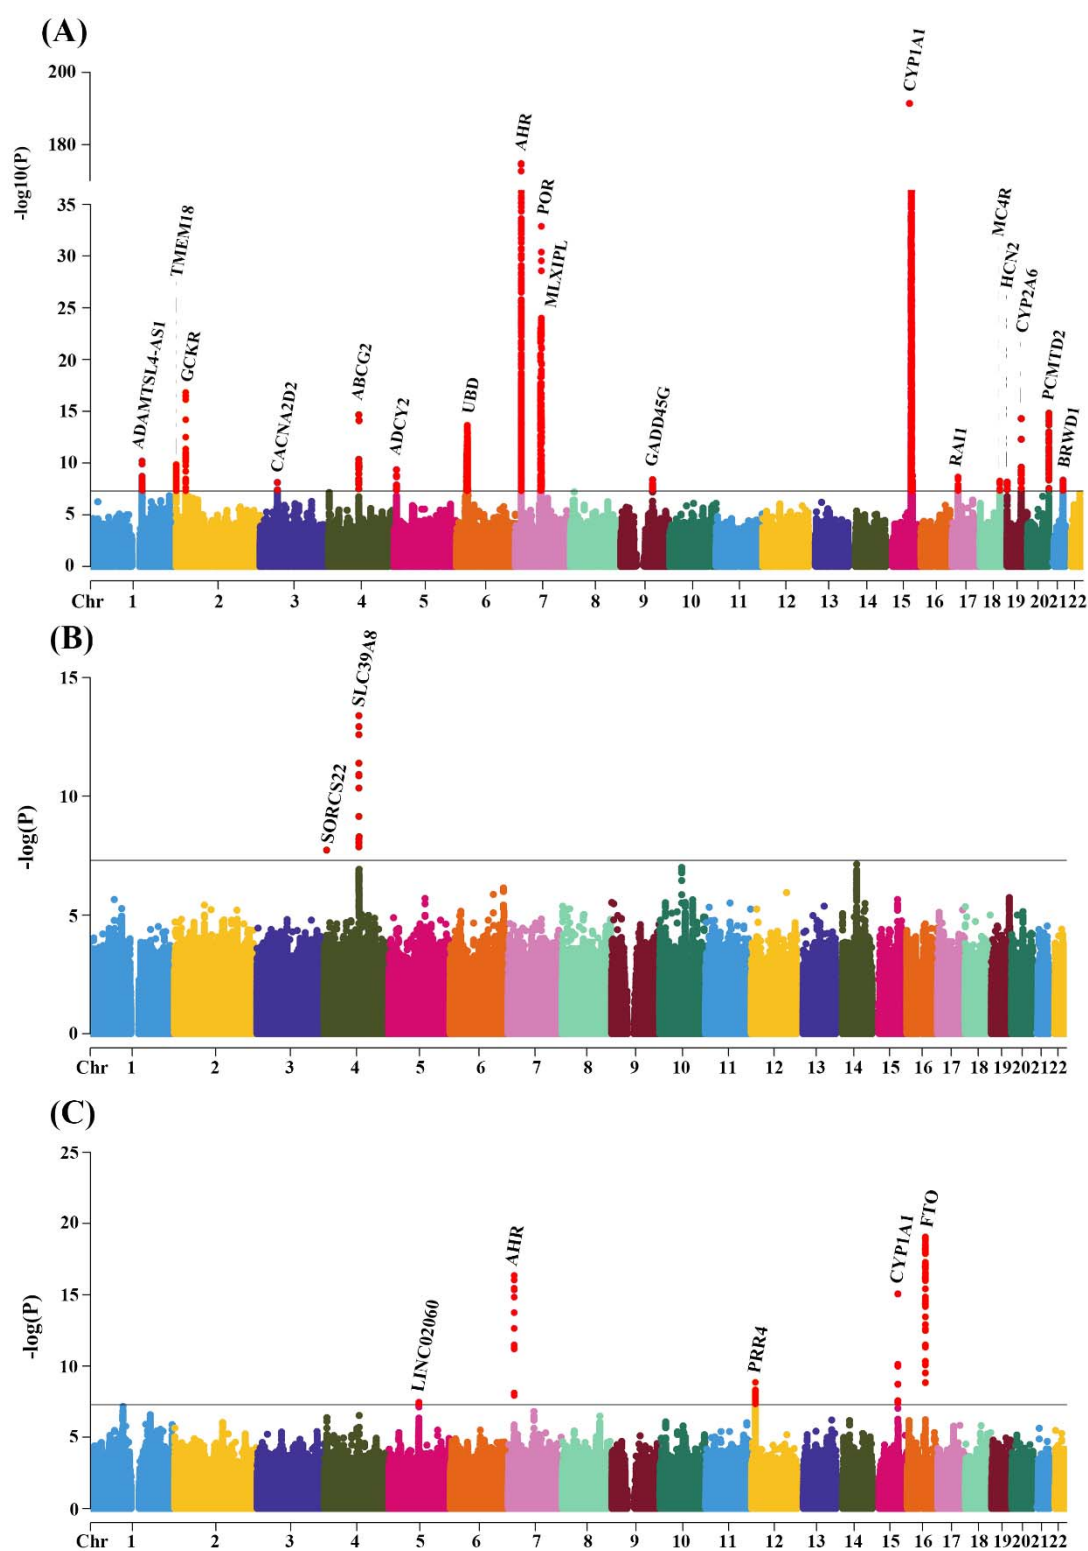 (A)
-log10(P)
200
180
35
30
25
20
15
10
5
0
ADAMTSL4-AS1
TMEM18
GCKR
CACNA2D2
ABCG2
ADCY2
UBD
AHR
POR
MLXIPL
GADD45G
CYP1A1
RAI1
MC4R
HCN2
CYP2A6
PCMTD2
BRWD1
Chr 1 2 3 4 5 6 7 8 9 10 11 12 13 14 15 16 17 18 19 20 21 22
(B)
-log(P)
15
10
5
0
SORCS22
SLC39A8
Chr 1 2 3 4 5 6 7 8 9 10 11 12 13 14 15 16 17 18 19 20 21 22
(C)
-log(P)
25
20
15
10
5
0
LINC02060
AHR
PRR4
CYP1A1
FTO
Chr 1 2 3 4 5 6 7 8 9 10 11 12 13 14 15 16 17 18 19 20 21 22